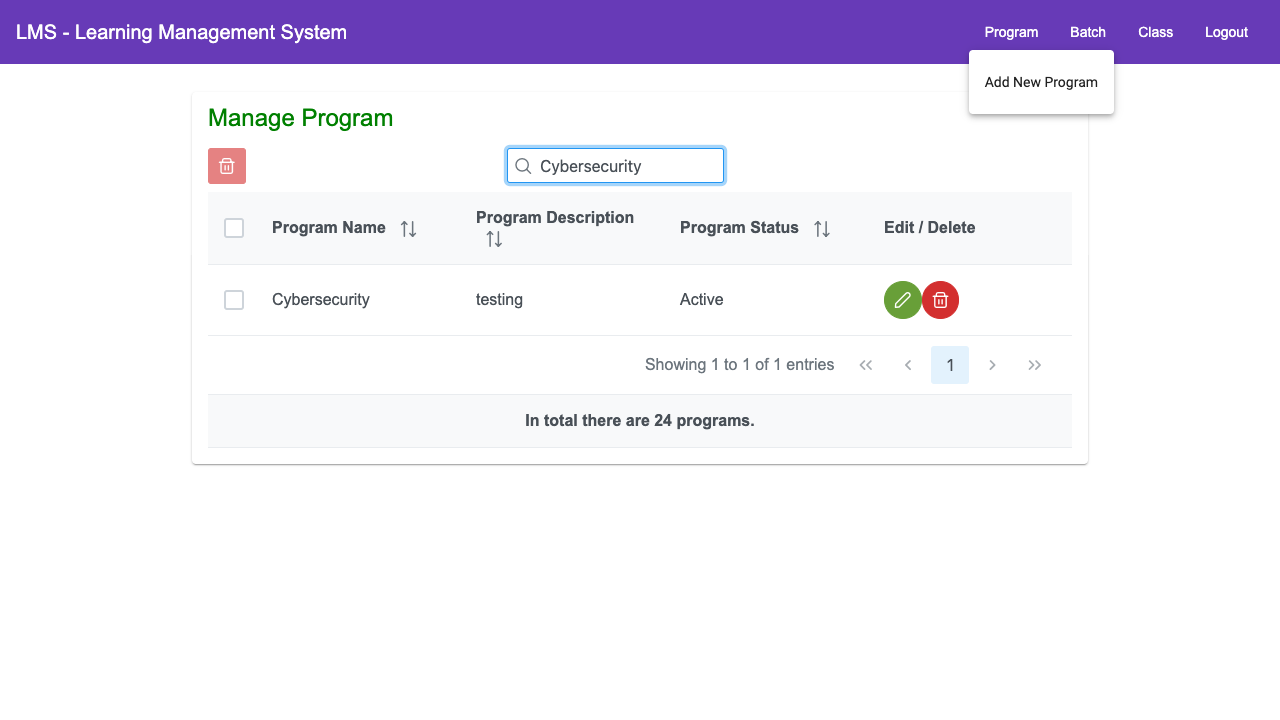 LMS - Learning Management System
Program Batch Class Logout
Add New Program
Manage Program
Cybersecurity
Program Name Program Description Program Status Edit / Delete
Cybersecurity testing Active
Showing 1 to 1 of 1 entries 1
In total there are 24 programs.